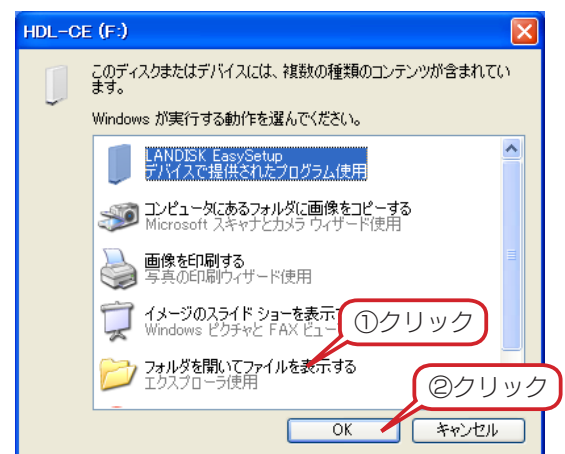 HDL-CE (F:)
このディスクまたはデバイスには、複数の種類のコンテンツが含まれてい
ます。
Windows が実行する動作を選んでください。
LANDISK EasySetup
デバイスで提供されたプログラム使用
コンピュータにあるフォルダに画像をコピーする
Microsoft スキャナとカメラ ウィザード使用
画像を印刷する
写真の印刷ウィザード使用
イメージのスライド ショーを表示
Windows ピクチャと FAX ビュー
①クリック
フォルダを開いてファイルを表示する
エクスプローラ使用
②クリック
OK
キャンセル